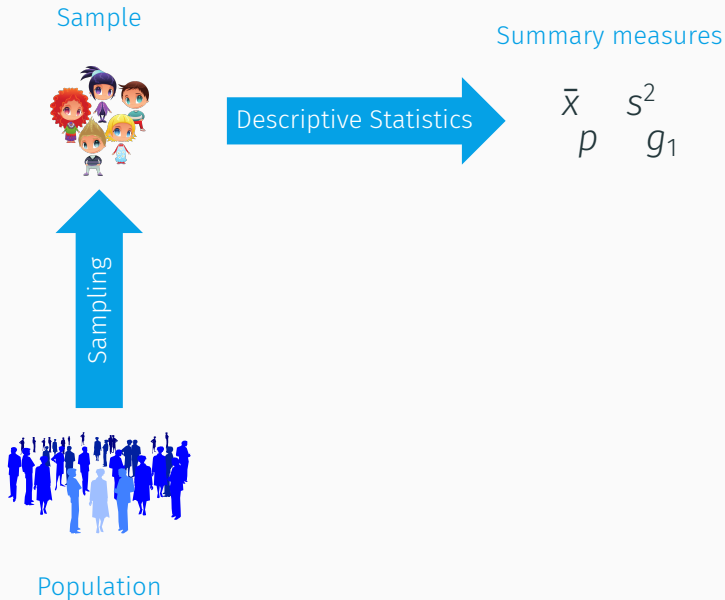 Sample
Summary measures
Descriptive Statistics
x̄ s²
p g₁
Sampling
Population